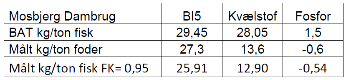 Mosbjerg Dambrug BI5 Kvælstof Fosfor
BAT kg/ton fisk 29,45 28,05 1,5
Målt kg/ton foder 27,3 13,6 -0,6
Målt kg/ton fisk FK= 0,95 25,91 12,90 -0,54